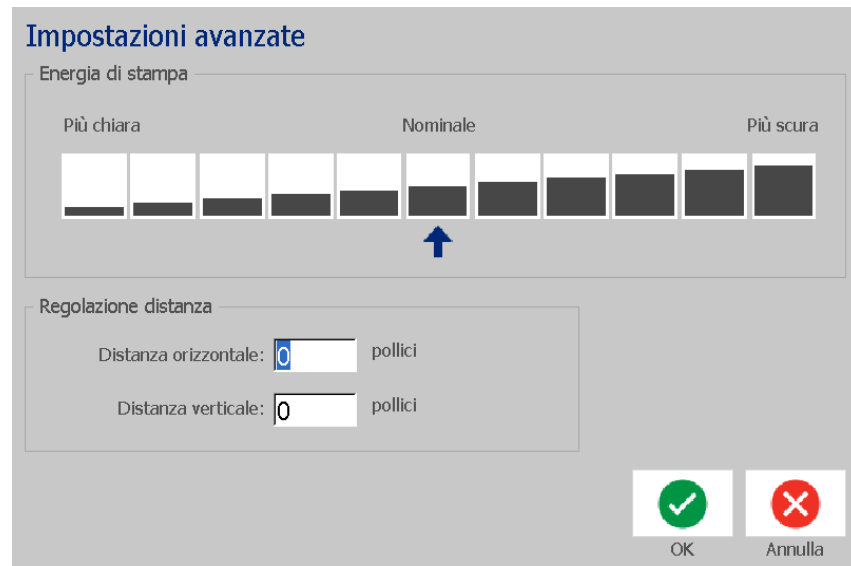 Impostazioni avanzate
Energia di stampa
Più chiara Nominale Più scura
Regolazione distanza
Distanza orizzontale: 0 pollici
Distanza verticale: 0 pollici
OK Annulla